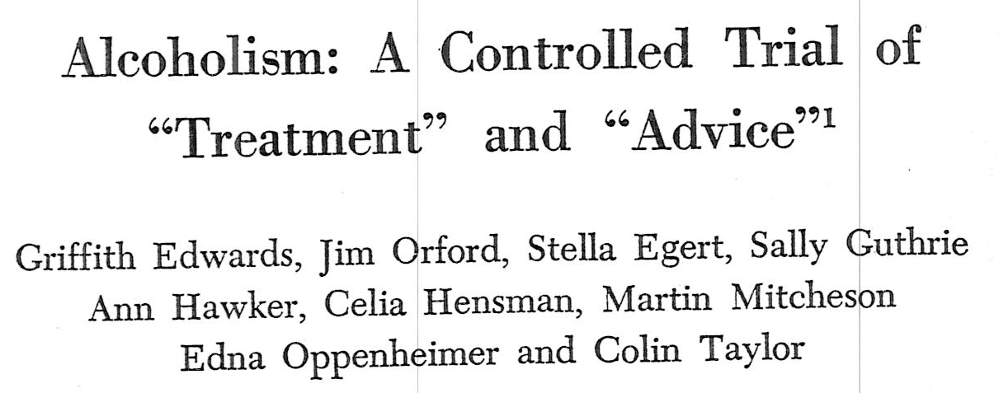 Alcoholism: A Controlled Trial of
“Treatment” and “Advice”1
Griffith Edwards, Jim Orford, Stella Egert, Sally Guthrie
Ann Hawker, Celia Hensman, Martin Mitcheson
Edna Oppenheimer and Colin Taylor